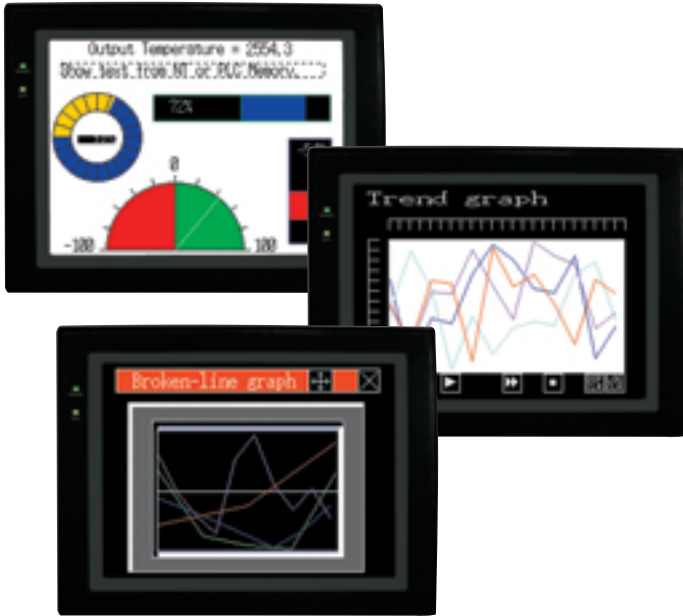 Output Temperature = 2554.3
Show text from NT or PLC Memory.
72%
0
-100
100
Trend graph
Broken-line graph